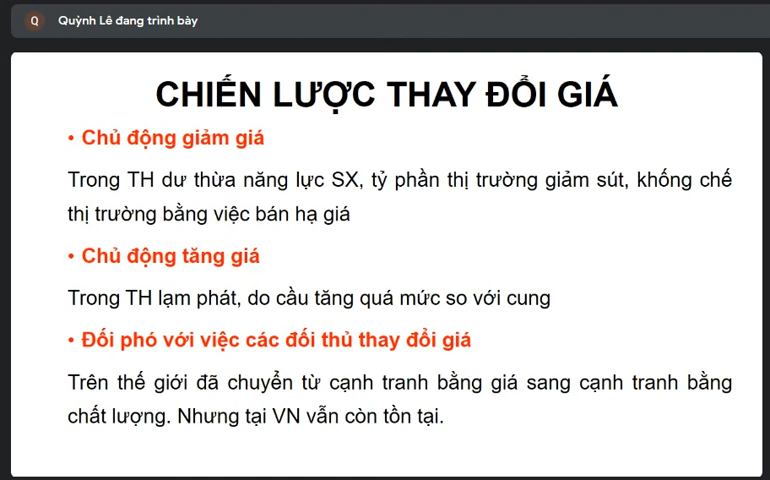 Q
Quỳnh Lê đang trình bày
CHIẾN LƯỢC THAY ĐỔI GIÁ
• Chủ động giảm giá
Trong TH dư thừa năng lực SX, tỷ phần thị trường giảm sút, khống chế
thị trường bằng việc bán hạ giá
• Chủ động tăng giá
Trong TH lạm phát, do cầu tăng quá mức so với cung
• Đối phó với việc các đối thủ thay đổi giá
Trên thế giới đã chuyển từ cạnh tranh bằng giá sang cạnh tranh bằng
chất lượng. Nhưng tại VN vẫn còn tồn tại.